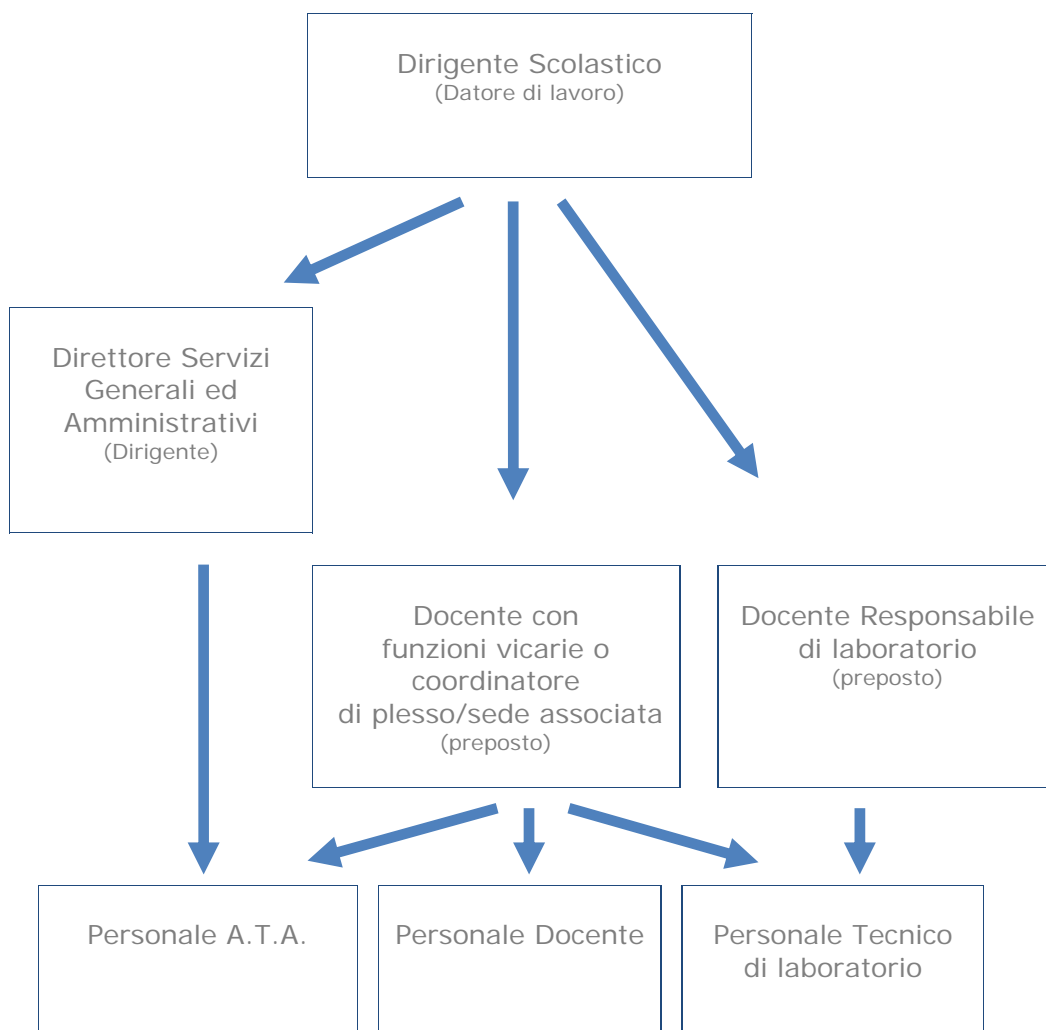 Dirigente Scolastico
(Datore di lavoro)
Direttore Servizi
Generali ed
Amministrativi
(Dirigente)
Docente con
funzioni vicarie o
coordinatore
di plesso/sede associata
(preposto)
Docente Responsabile
di laboratorio
(preposto)
Personale A.T.A.
Personale Docente
Personale Tecnico
di laboratorio